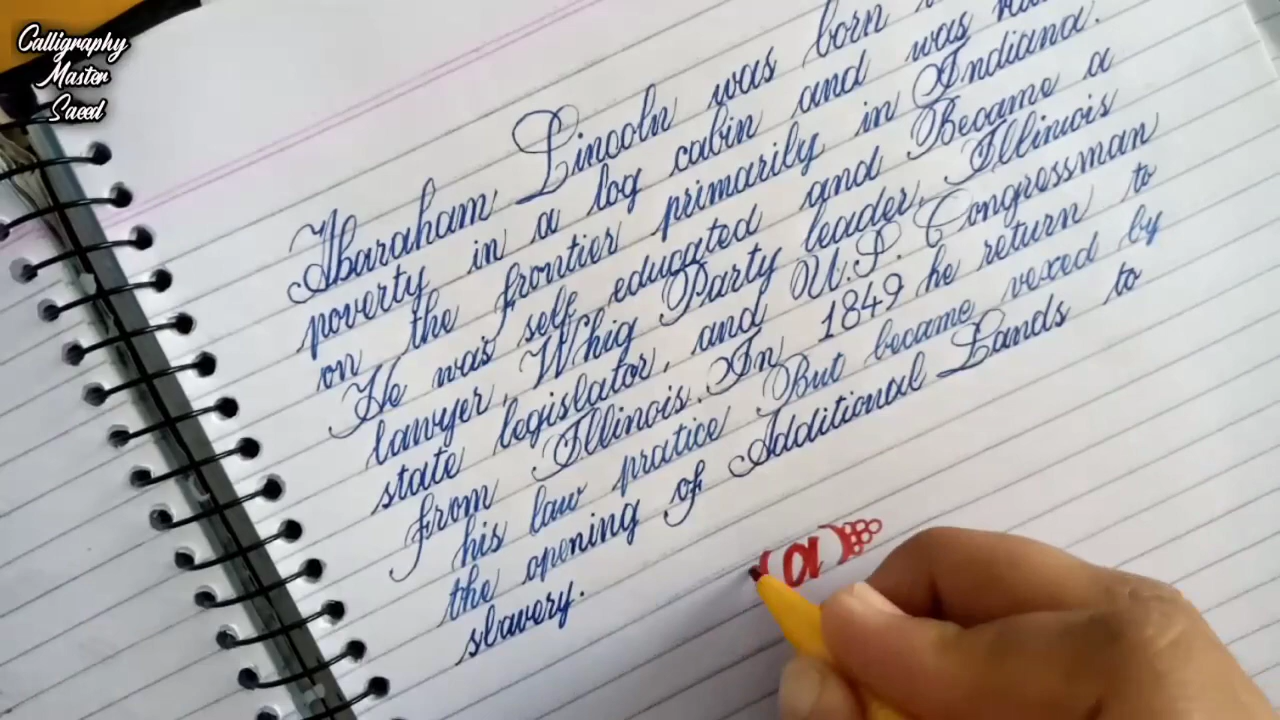 Calligraphy
Master
Saeed
Abaraham Lincoln was born
poverty in a log cabin and was
on the frontier primarily in Indiana.
He was self educated and Became a
lawyer, Whig Party leader, Illiniois
state legislator, and U.S. Congressman
from Illinois. In 1849 he return to
his law pratice But became vexed by
the opening of Additional Lands to
slavery.
(a)